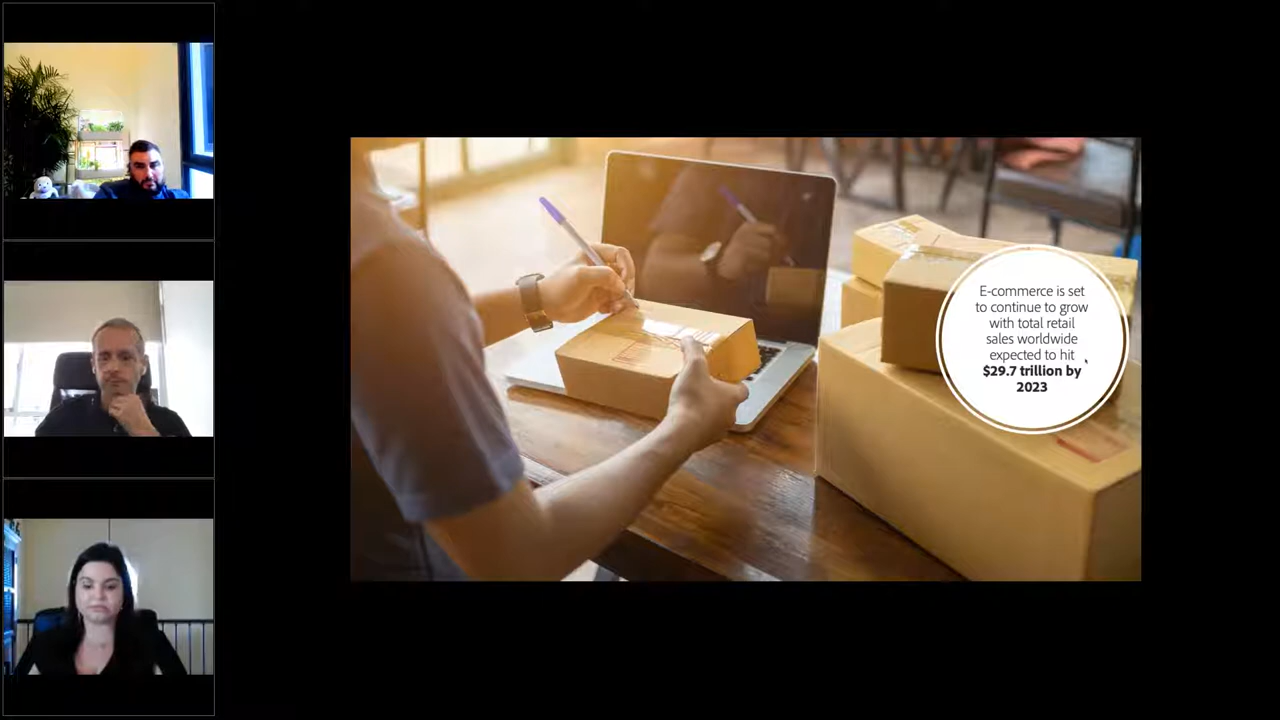 E-commerce is set
to continue to grow
with total retail
sales worldwide
expected to hit
$29.7 trillion by
2023